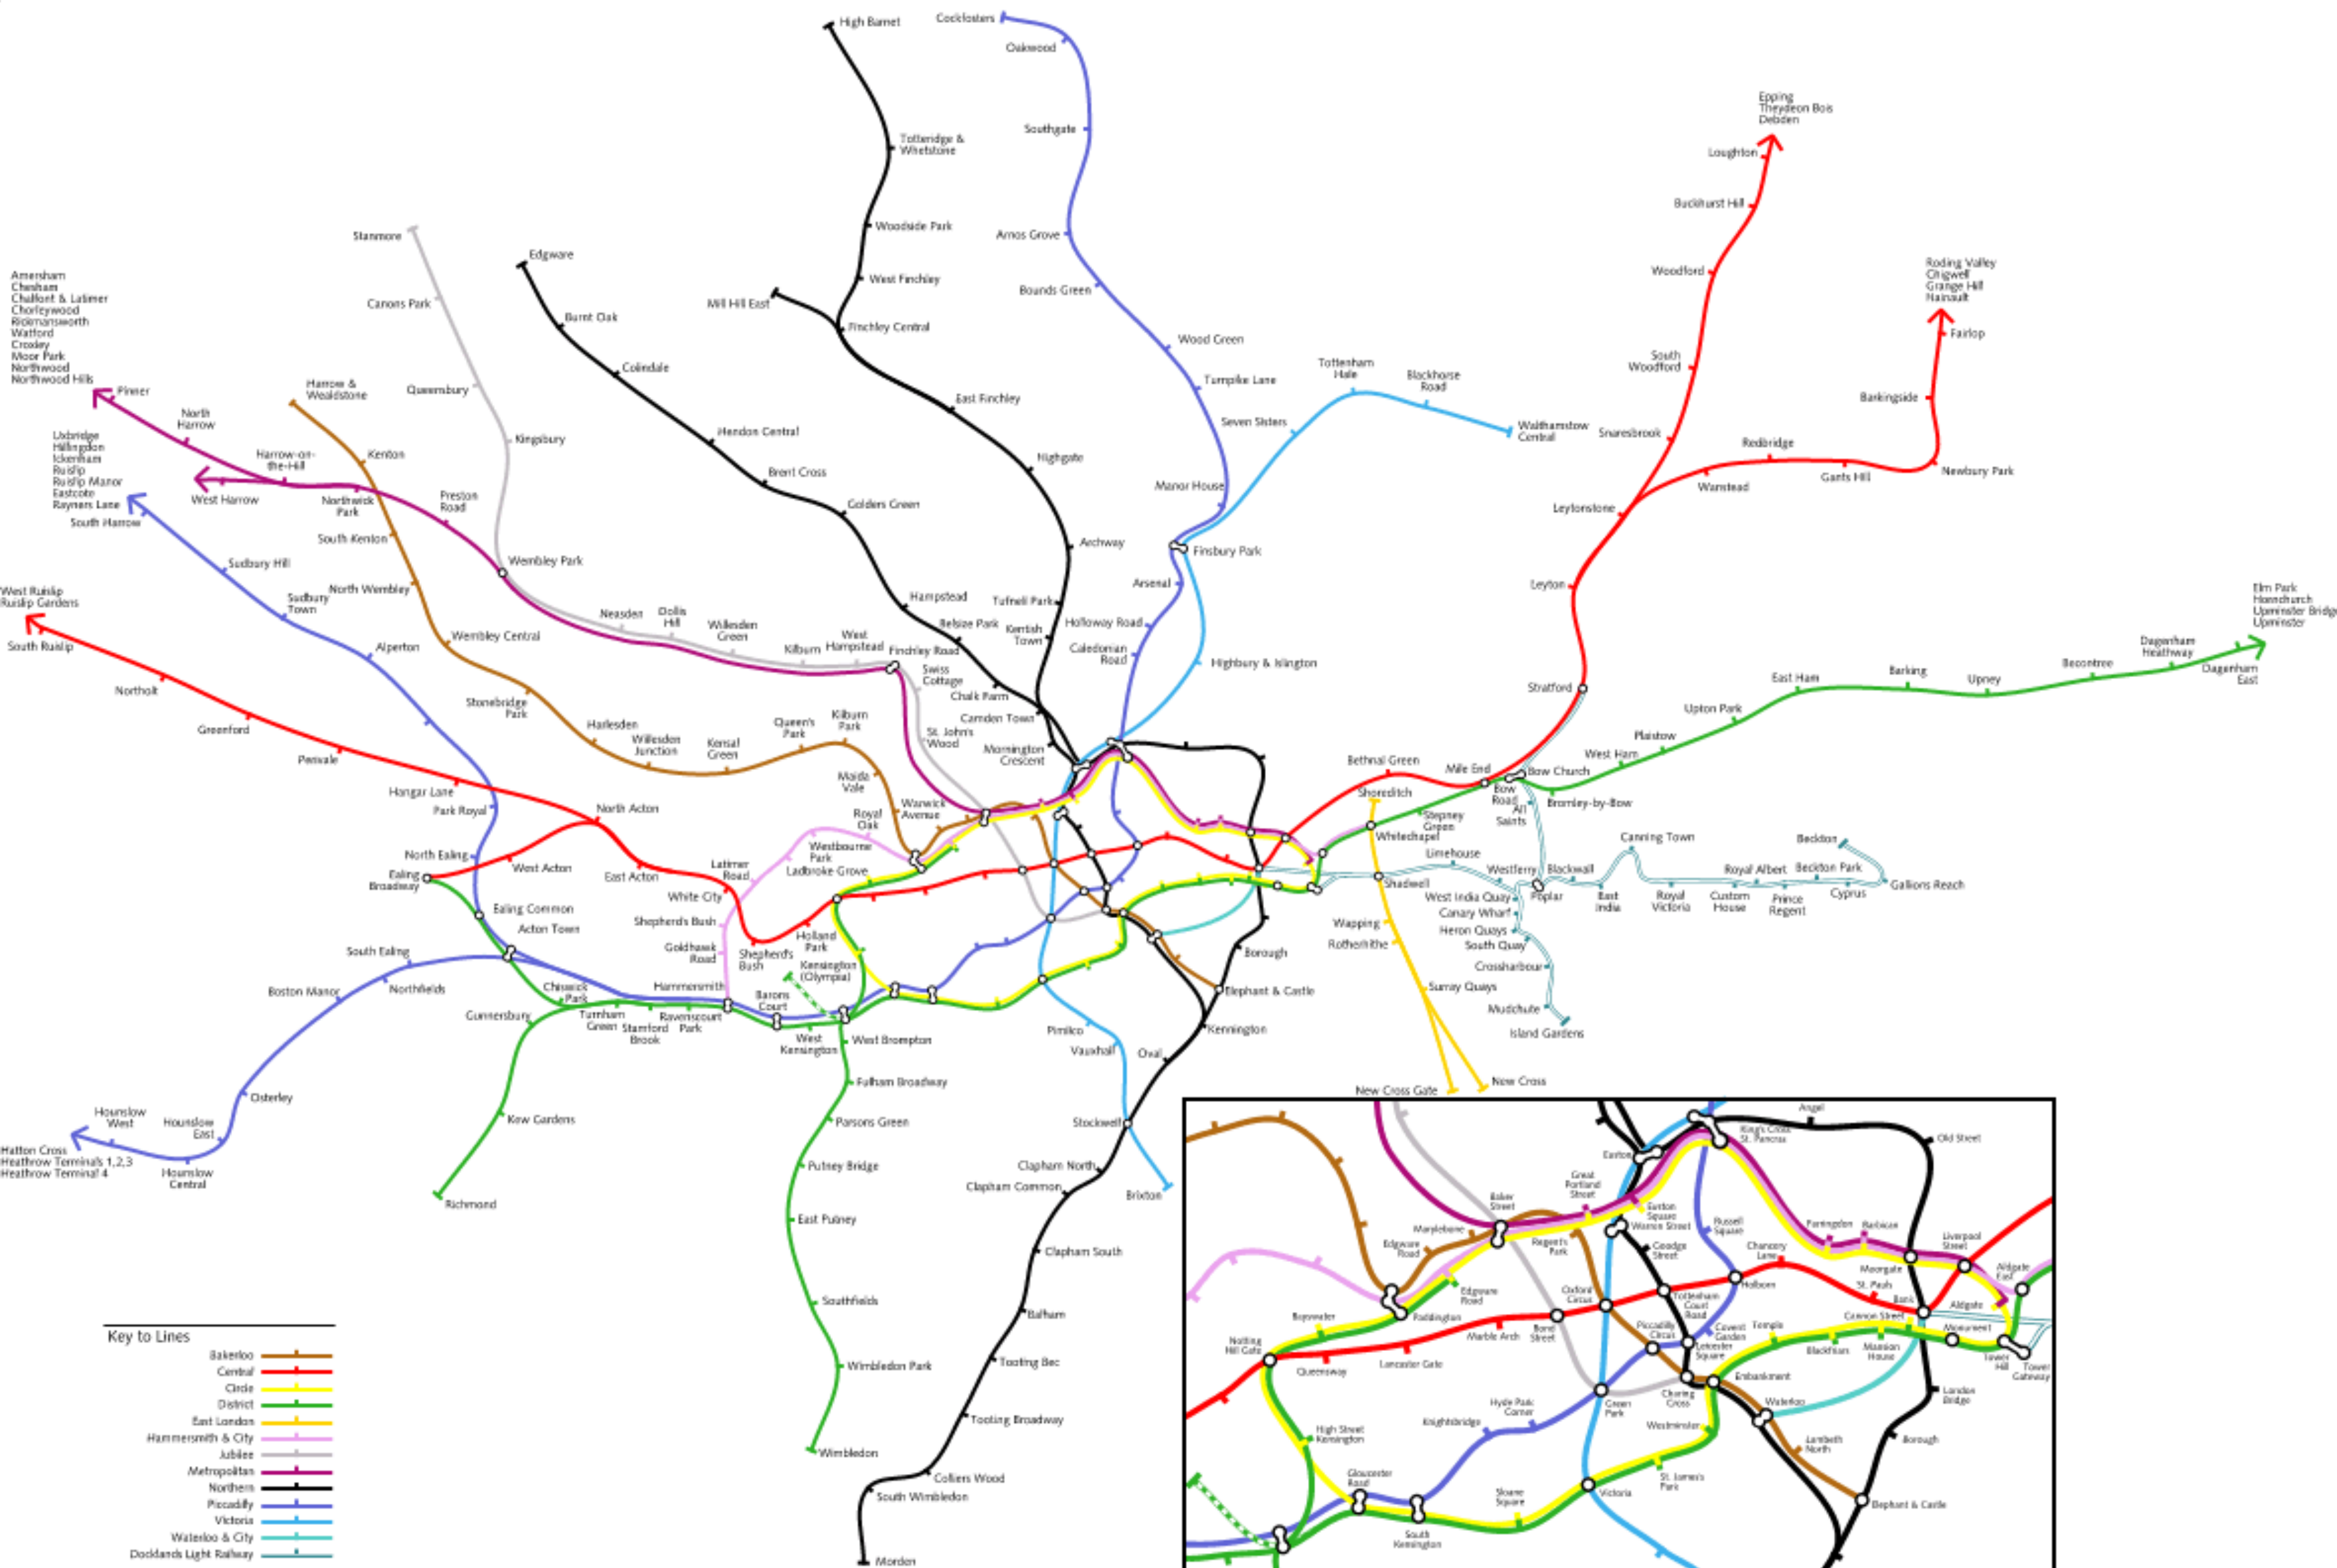 High Barnet
Cockfosters
Oakwood
Totteridge &
Whetstone
Southgate
Epping
Theydeon Bois
Debden
Loughton
Buckhurst Hill
Woodside Park
Arnos Grove
Stanmore
Edgware
West Finchley
Bounds Green
Woodford
Roding Valley
Chigwell
Grange Hill
Hainault
Fairlop
Amersham
Chesham
Chalfont & Latimer
Chorleywood
Rickmansworth
Watford
Croxley
Moor Park
Northwood
Northwood Hills
Pinner
Canons Park
Burnt Oak
Mill Hill East
Finchley Central
Wood Green
Colindale
Tottenham
Hale
Blackhorse
Road
South
Woodford
Turnpike Lane
Harrow &
Wealdstone
Queensbury
East Finchley
Barkingside
North
Harrow
Seven Sisters
Walthamstow
Central
Snaresbrook
Redbridge
Hendon Central
Kingsbury
Uxbridge
Hillingdon
Ickenham
Ruislip
Ruislip Manor
Eastcote
Rayners Lane
South Harrow
Harrow-on-
the-Hill
Kenton
West Harrow
Northwick
Park
Preston
Road
Brent Cross
Highgate
Manor House
Wanstead
Gants Hill
Newbury Park
Golders Green
Leytonstone
South Kenton
Archway
Finsbury Park
Sudbury Hill
Wembley Park
Arsenal
Leyton
West Ruislip
Ruislip Gardens
South Ruislip
Sudbury
Town
North Wembley
Hampstead
Tufnell Park
Elm Park
Hornchurch
Upminster Bridge
Upminster
Neasden
Dollis
Hill
Willesden
Green
Kilburn
West
Hampstead
Finchley Road
Belsize Park
Kentish
Town
Holloway Road
Wembley Central
Alperton
Caledonian
Road
Highbury & Islington
Dagenham
Heathway
Dagenham
East
Becontree
Upney
Barking
East Ham
Northolt
Swiss
Cottage
Chalk Farm
Stratford
Stonebridge
Park
Camden Town
Upton Park
Greenford
Harlesden
Willesden
Junction
Kensal
Green
Queen's
Park
Kilburn
Park
St. John's
Wood
Mornington
Crescent
Plaistow
West Ham
Perivale
Bethnal Green
Mile End
Bow Church
Maida
Vale
Hangar Lane
Park Royal
North Acton
Warwick
Avenue
Royal
Oak
Shoreditch
Bow
Road
Bromley-by-Bow
All
Saints
Stepney
Green
Whitechapel
Canning Town
Beckton
North Ealing
Westbourne
Park
Ladbroke Grove
Latimer
Road
Limehouse
Westferry
Blackwall
Royal Albert
Beckton Park
Ealing
Broadway
West Acton
East Acton
White City
Shadwell
West India Quay
Poplar
East
India
Royal
Victoria
Custom
House
Prince
Regent
Cyprus
Gallions Reach
Ealing Common
Acton Town
Shepherd's Bush
Holland
Park
Canary Wharf
Heron Quays
South Quay
Wapping
Rotherhithe
South Ealing
Goldhawk
Road
Shepherd's
Bush
Kensington
(Olympia)
Borough
Crossharbour
Boston Manor
Northfields
Chiswick
Park
Hammersmith
Barons
Court
Elephant & Castle
Surray Quays
Mudchute
Gunnersbury
Turnham
Green
Stamford
Brook
Ravenscourt
Park
West
Kensington
West Brompton
Pimlico
Kennington
Island Gardens
Vauxhall
Oval
Fulham Broadway
New Cross Gate
New Cross
Osterley
Hounslow
West
Hounslow
East
Hounslow
Central
Kew Gardens
Parsons Green
Stockwell
Hatton Cross
Heathrow Terminals 1,2,3
Heathrow Terminal 4
Putney Bridge
Clapham North
Clapham Common
Brixton
Richmond
East Putney
Clapham South
Southfields
Balham
Wimbledon Park
Tooting Bec
Tooting Broadway
Wimbledon
Colliers Wood
South Wimbledon
Morden
Key to Lines
Bakerloo
Central
Circle
District
East London
Hammersmith & City
Jubilee
Metropolitan
Northern
Piccadilly
Victoria
Waterloo & City
Docklands Light Railway
Angel
King's Cross
St. Pancras
Old Street
Euston
Great
Portland
Street
Baker
Street
Euston
Square
Warren Street
Russell
Square
Marylebone
Edgware
Road
Regent's
Park
Goodge
Street
Chancery
Lane
Farringdon
Barbican
Liverpool
Street
Moorgate
Aldgate
East
Holborn
St. Pauls
Bank
Aldgate
Edgware
Road
Oxford
Circus
Tottenham
Court
Road
Bayswater
Paddington
Marble Arch
Bond
Street
Piccadilly
Circus
Covent
Garden
Leicester
Square
Temple
Cannon Street
Monument
Notting
Hill Gate
Queensway
Lancaster Gate
Blackfriars
Mansion
House
Tower
Hill
Tower
Gateway
Embankment
Charing
Cross
Waterloo
London
Bridge
Green
Park
Hyde Park
Corner
Knightsbridge
Westminster
High Street
Kensington
Lambeth
North
Borough
Gloucester
Road
Sloane
Square
St. James's
Park
Victoria
South
Kensington
Elephant & Castle